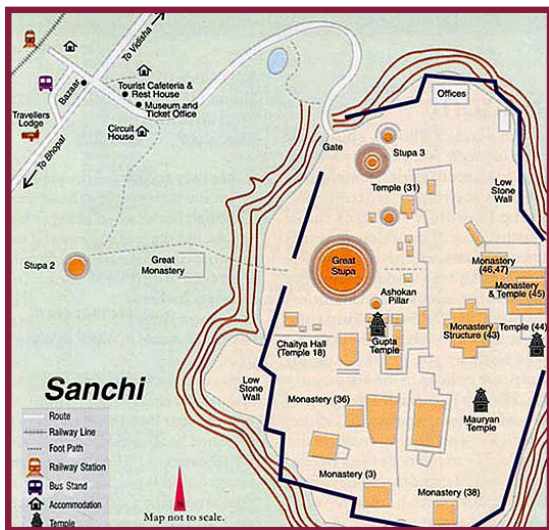 To Vidisha
Bazaar
Tourist Cafeteria &
Rest House
Museum and
Ticket Office
Travellers
Lodge
Circuit
House
To Bhopal
Offices
Gate
Stupa 3
Temple (31)
Low
Stone
Wall
Stupa 2
Great
Monastery
Great
Stupa
Monastery
(46,47)
Monastery
& Temple (45)
Ashokan
Pillar
Chaitya Hall
(Temple 18)
Gupta
Temple
Monastery
Structure (43)
Temple (44)
Sanchi
Low
Stone
Wall
Monastery (36)
Mauryan
Temple
Monastery (3)
Monastery (38)
Route
Railway Line
Foot Path
Railway Station
Bus Stand
Accommodation
Temple
Map not to scale.